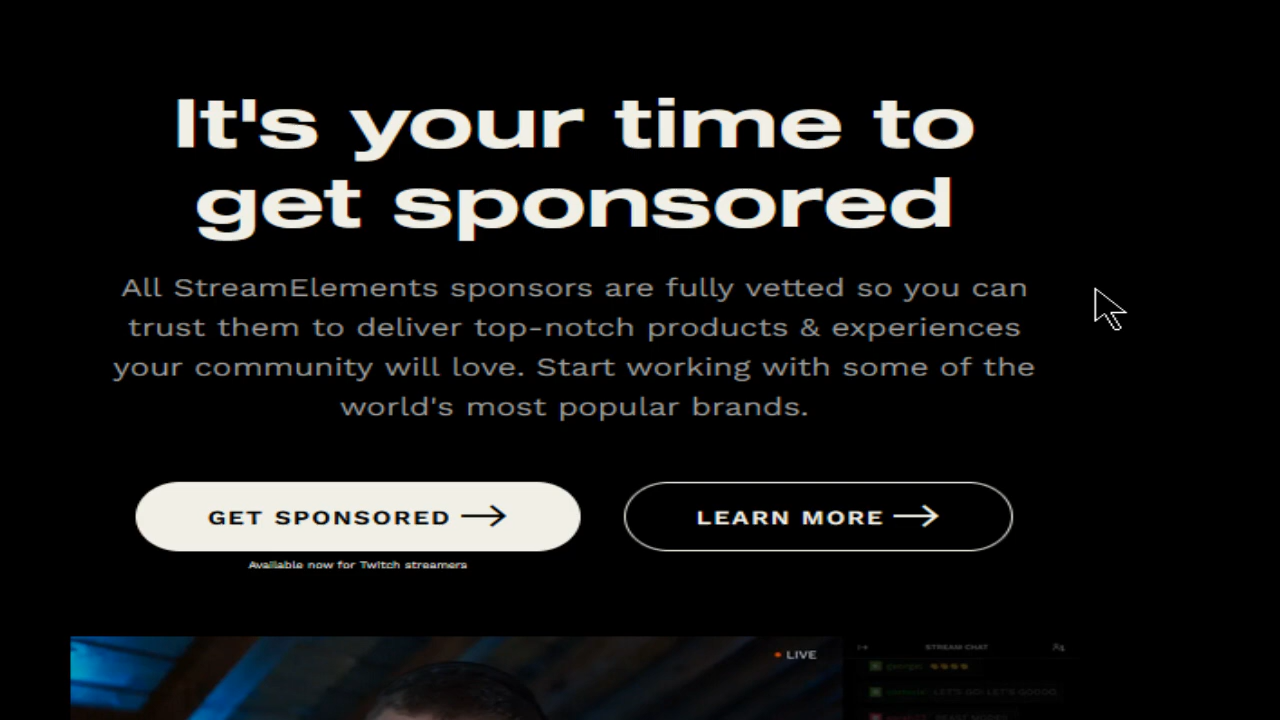 It's your time to
get sponsored
All StreamElements sponsors are fully vetted so you can
trust them to deliver top-notch products & experiences
your community will love. Start working with some of the
world's most popular brands.
GET SPONSORED → LEARN MORE →
Available now for Twitch streamers
LIVE
STREAM CHAT